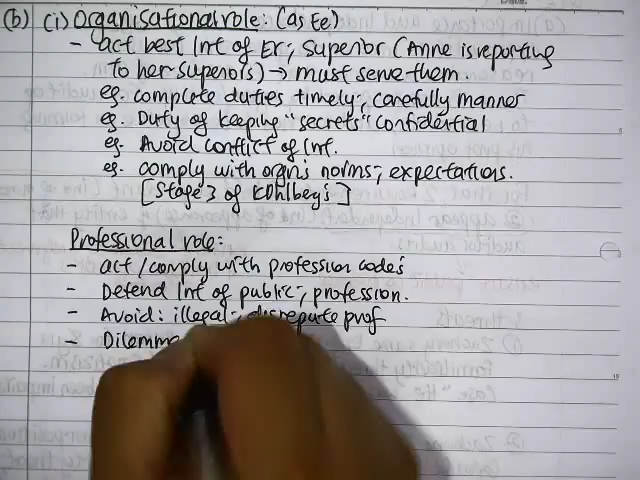 (b) (i) Organisational role: (as Ee)
- act best Int of Er; Superior (Anne is reporting
to her superiors) → must serve them.
eg. complete duties timely; carefully manner
eg. Duty of keeping "secrets" confidential
eg. Avoid conflict of Int.
eg. comply with orgn's norms; expectations.
[Stage 3 of Kohlberg's]
Professional role:
- act/comply with profession codes
- Defend Int of public; profession.
- Avoid: illegal; disrepute prof
- Dilemma